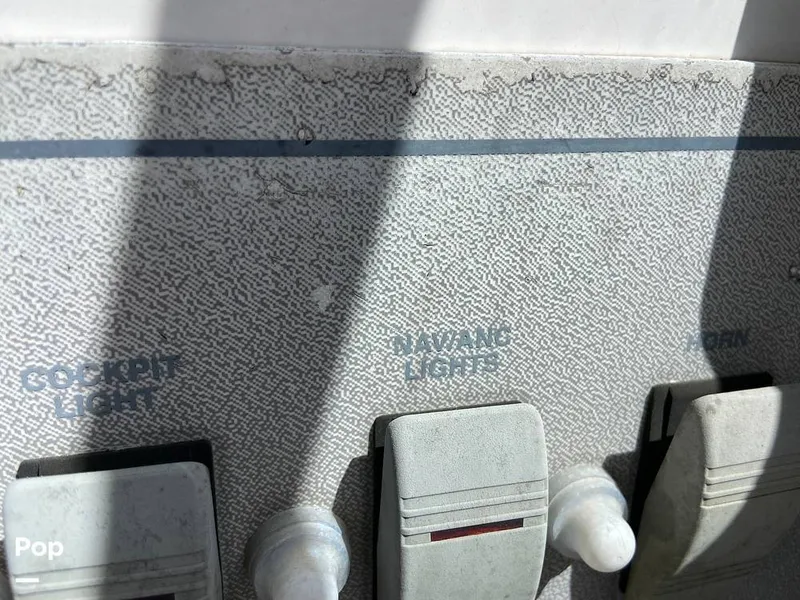 COCKPIT
LIGHT
NAV/ANC
LIGHTS
HORN
Pop